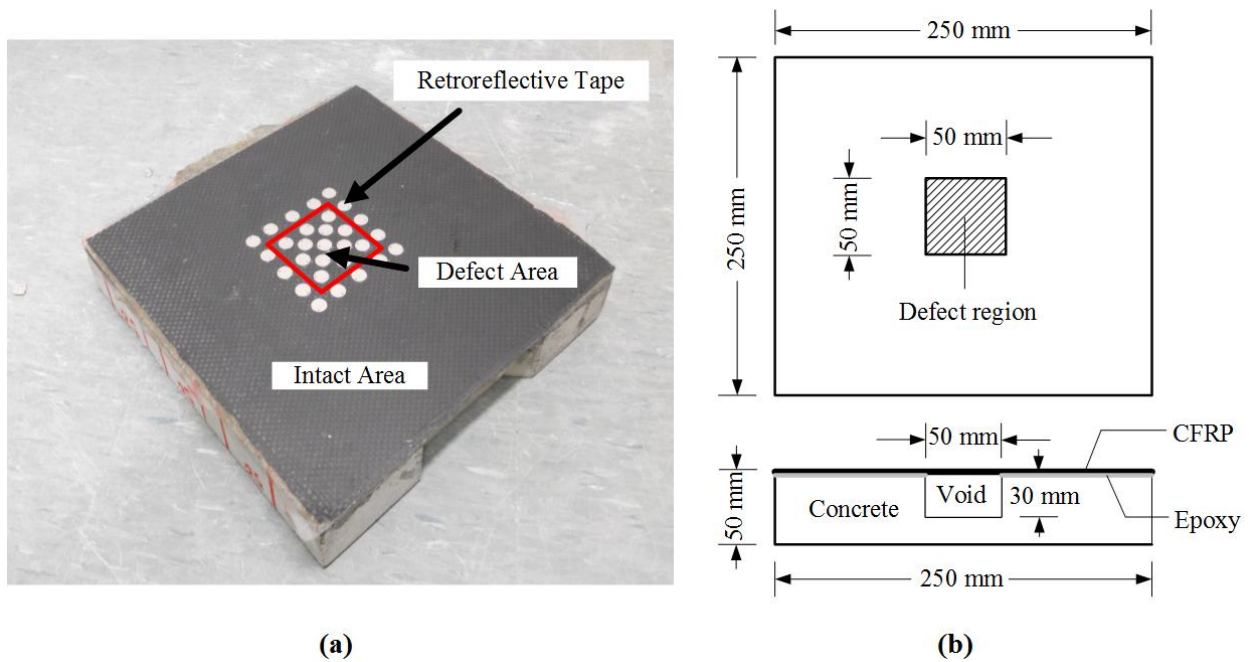 Retroreflective Tape
Defect Area
Intact Area
(a)
250 mm
250 mm
50 mm
50 mm
Defect region
50 mm
CFRP
50 mm
Concrete
Void
30 mm
Epoxy
250 mm
(b)